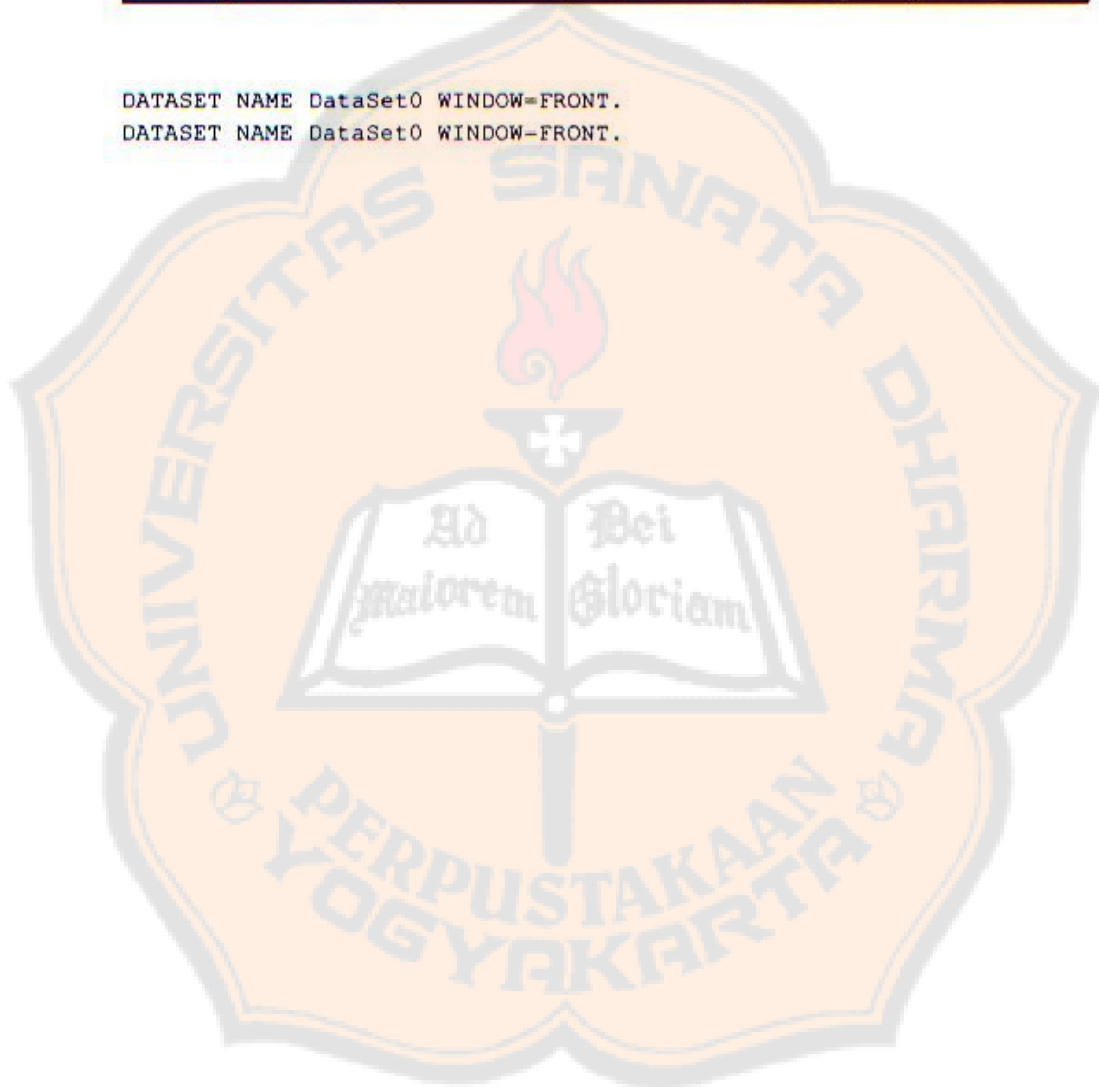 DATASET NAME DataSet0 WINDOW=FRONT.
DATASET NAME DataSet0 WINDOW=FRONT.
UNIVERSITAS SANATA DHARMA
Ad Dei
Maiorem Gloriam
PERPUSTAKAAN
YOGYAKARTA